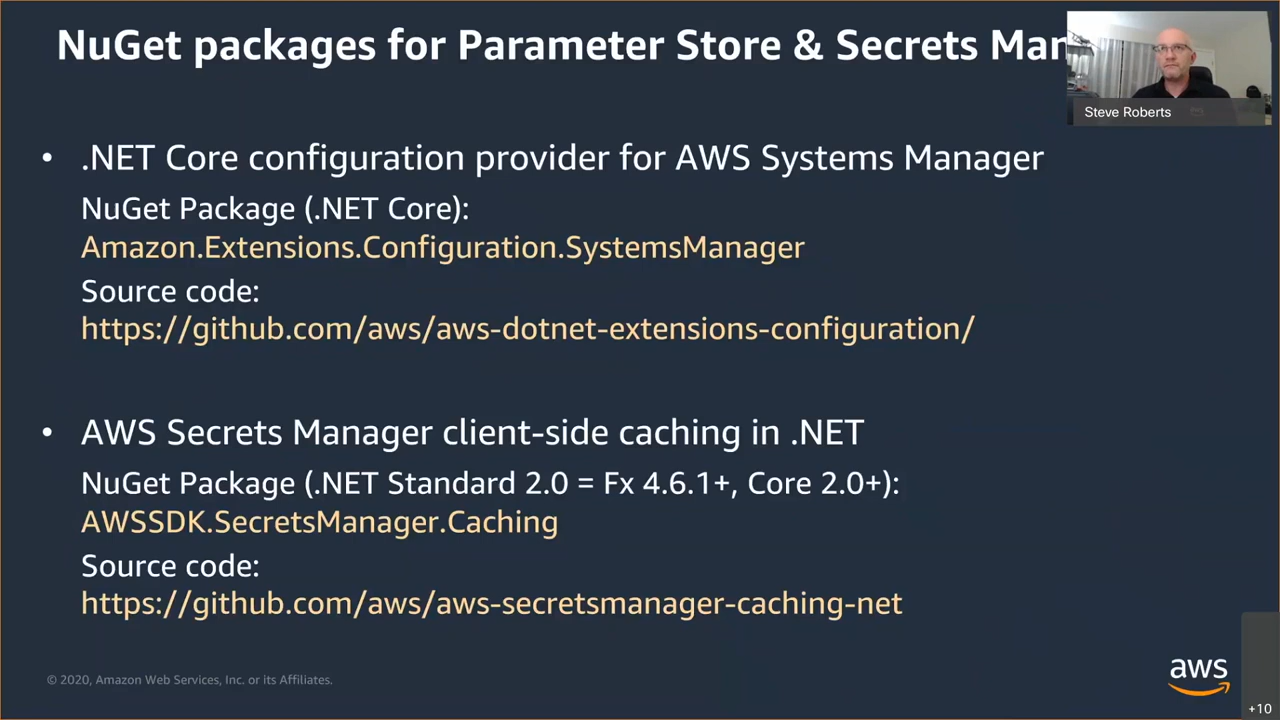 NuGet packages for Parameter Store & Secrets Man
Steve Roberts
• .NET Core configuration provider for AWS Systems Manager
NuGet Package (.NET Core):
Amazon.Extensions.Configuration.SystemsManager
Source code:
https://github.com/aws/aws-dotnet-extensions-configuration/
• AWS Secrets Manager client-side caching in .NET
NuGet Package (.NET Standard 2.0 = Fx 4.6.1+, Core 2.0+):
AWSSDK.SecretsManager.Caching
Source code:
https://github.com/aws/aws-secretsmanager-caching-net
© 2020, Amazon Web Services, Inc. or its Affiliates.
aws
+10